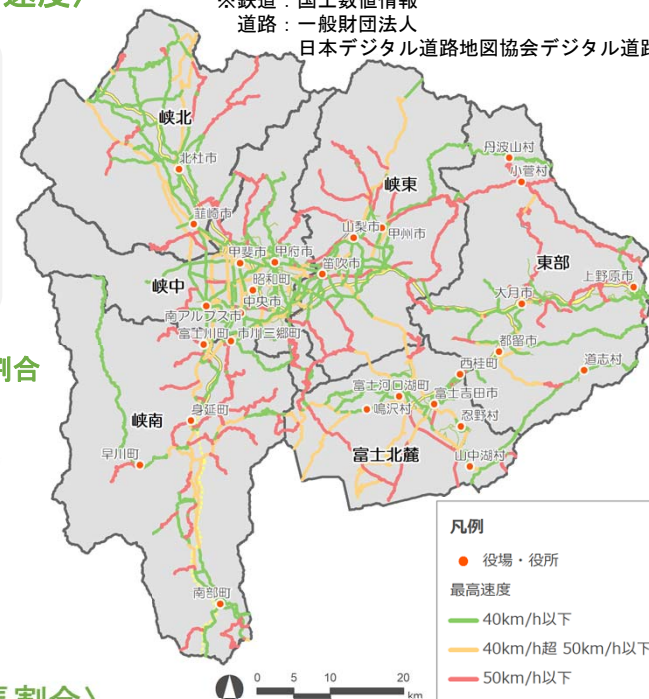 速度〉
※鉄道：国土数値情報
道路：一般財団法人
日本デジタル道路地図協会デジタル道路
峡北
北杜市
丹波山村
小菅村
峡東
韮崎市
山梨市
甲州市
甲斐市
甲府市
笛吹市
東部
昭和町
上野原市
峡中
中央市
大月市
南アルプス市
富士川町
市川三郷町
都留市
割合
西桂町
道志村
富士河口湖町
富士吉田市
身延町
鳴沢村
峡南
忍野村
早川町
富士北麓
山中湖村
凡例
役場・役所
最高速度
南部町
40km/h以下
40km/h超 50km/h以下
50km/h以下
0 5 10 20
km
割合〉